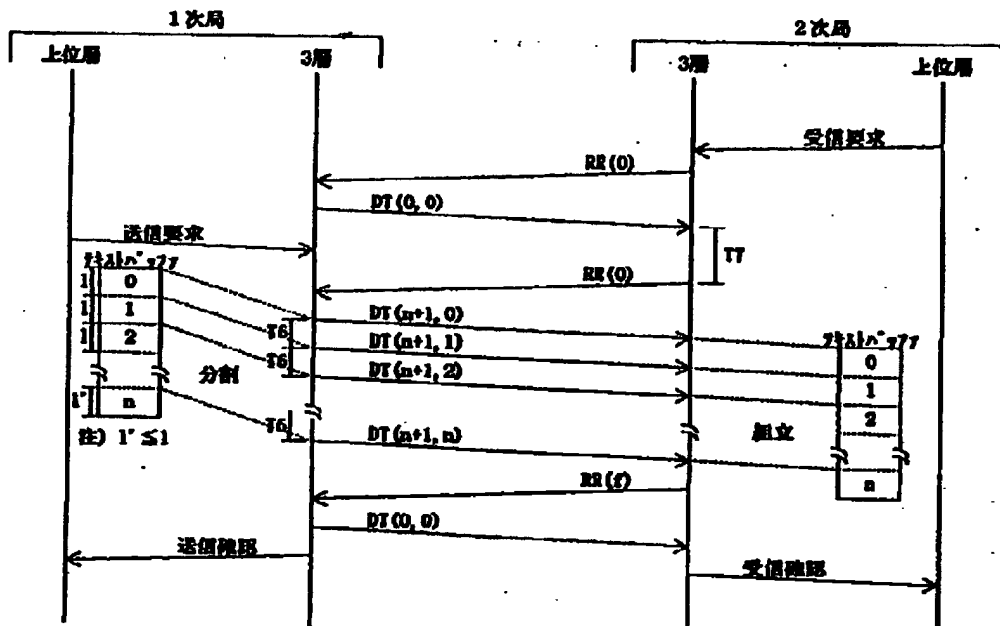 1次局
2次局
上位層
3層
3層
上位層
受信要求
RR(0)
DT(0,0)
送信要求
T7
テキストバッファ
RR(0)
l
0
DT(n+1,0)
l
1
T6
DT(n+1,1)
テキストバッファ
l
2
T6
DT(n+1,2)
0
分割
1
2
l'
n
T6
DT(n+1,n)
組立
注) l'≦l
RR(f)
n
DT(0,0)
送信確認
受信確認